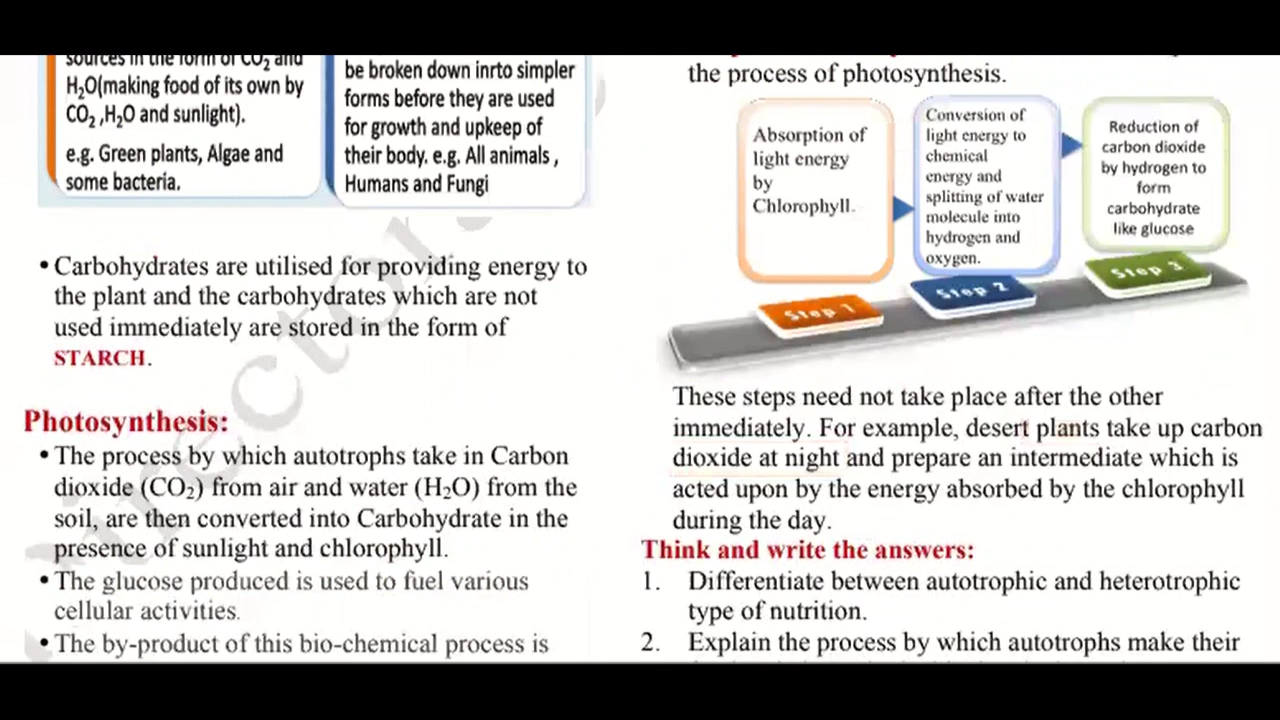 sources in the form of CO₂ and
H₂O(making food of its own by
CO₂ ,H₂O and sunlight).
e.g. Green plants, Algae and
some bacteria.
be broken down inrto simpler
forms before they are used
for growth and upkeep of
their body. e.g. All animals ,
Humans and Fungi
• Carbohydrates are utilised for providing energy to
the plant and the carbohydrates which are not
used immediately are stored in the form of
STARCH.
Photosynthesis:
• The process by which autotrophs take in Carbon
dioxide (CO₂) from air and water (H₂O) from the
soil, are then converted into Carbohydrate in the
presence of sunlight and chlorophyll.
• The glucose produced is used to fuel various
cellular activities.
• The by-product of this bio-chemical process is
the process of photosynthesis.
Absorption of
light energy
by
Chlorophyll.
Step 1
Conversion of
light energy to
chemical
energy and
splitting of water
molecule into
hydrogen and
oxygen.
Step 2
Reduction of
carbon dioxide
by hydrogen to
form
carbohydrate
like glucose
Step 3
These steps need not take place after the other
immediately. For example, desert plants take up carbon
dioxide at night and prepare an intermediate which is
acted upon by the energy absorbed by the chlorophyll
during the day.
Think and write the answers:
1. Differentiate between autotrophic and heterotrophic
type of nutrition.
2. Explain the process by which autotrophs make their